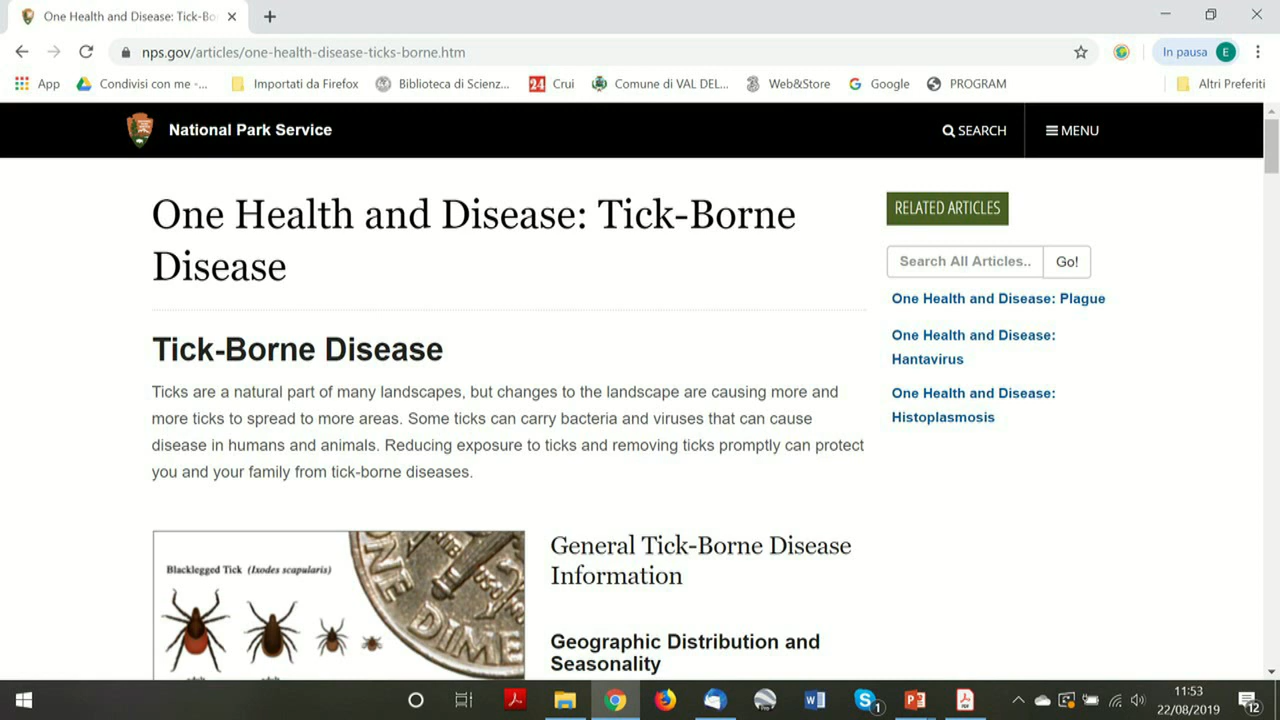 One Health and Disease: Tick-Bo
nps.gov/articles/one-health-disease-ticks-borne.htm
In pausa
E
App
Condivisi con me -...
Importati da Firefox
Biblioteca di Scienz...
24
Crui
Comune di VAL DEL...
Web&Store
Google
PROGRAM
Altri Preferiti
National Park Service
SEARCH
MENU
One Health and Disease: Tick-Borne
Disease
Tick-Borne Disease
Ticks are a natural part of many landscapes, but changes to the landscape are causing more and
more ticks to spread to more areas. Some ticks can carry bacteria and viruses that can cause
disease in humans and animals. Reducing exposure to ticks and removing ticks promptly can protect
you and your family from tick-borne diseases.
RELATED ARTICLES
Search All Articles..
Go!
One Health and Disease: Plague
One Health and Disease:
Hantavirus
One Health and Disease:
Histoplasmosis
Blacklegged Tick (Ixodes scapularis)
ONE DIME
General Tick-Borne Disease
Information
Geographic Distribution and
Seasonality
1
11:53
22/08/2019
12